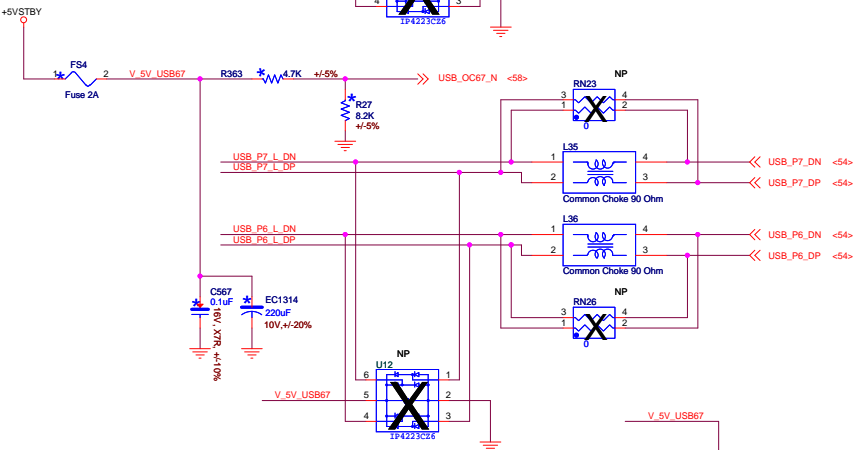 4 3
IP4223CZ6
+5VSTBY
FS4
1 2
Fuse 2A
V_5V_USB67
R363 4.7K +/-5%
USB_OC67_N <58>
R27
8.2K
+/-5%
NP
RN23
3 4
1 2
0
L35
USB_P7_L_DN
USB_P7_L_DP
1 4
2 3
USB_P7_DN <54>
USB_P7_DP <54>
Common Choke 90 Ohm
L36
USB_P6_L_DN
USB_P6_L_DP
1 4
2 3
USB_P6_DN <54>
USB_P6_DP <54>
Common Choke 90 Ohm
NP
RN26
3 4
1 2
0
C567
0.1uF
16V, X7R, +/-10%
EC1314
220uF
10V,+/-20%
NP
U12
6 1
V_5V_USB67 5 2
4 3
IP4223CZ6
V_5V_USB67